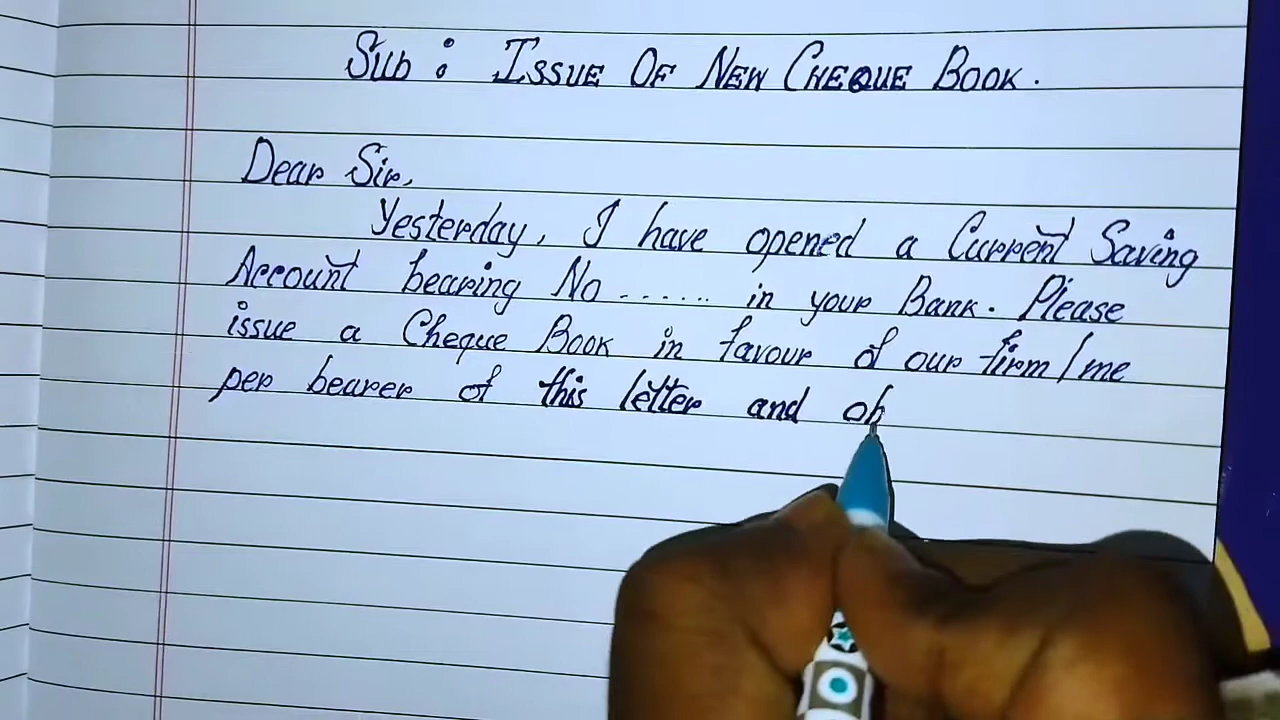 Sub : ISSUE OF NEW CHEQUE BOOK.
Dear Sir,
Yesterday, I have opened a Current Saving
Account bearing No ....... in your Bank. Please
issue a Cheque Book in favour of our firm/me
per bearer of this letter and ob